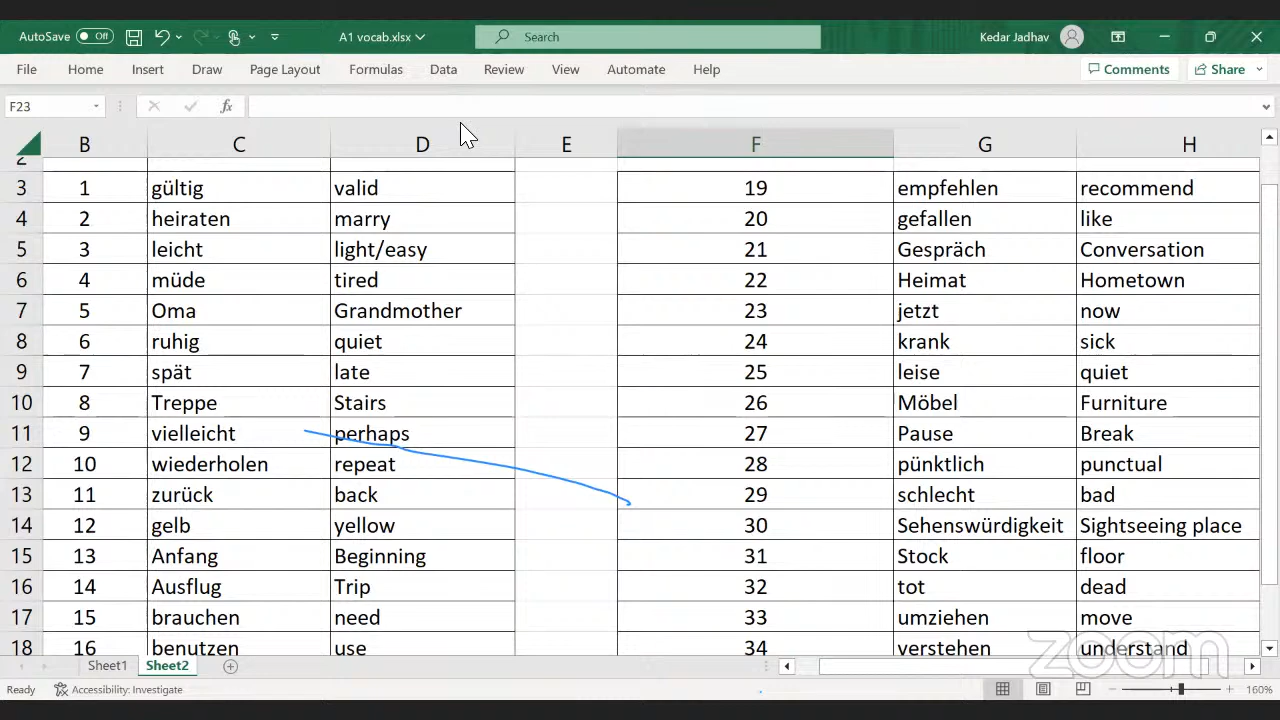 AutoSave Off A1 vocab.xlsx Search Kedar Jadhav
File Home Insert Draw Page Layout Formulas Data Review View Automate Help Comments Share
F23 fx
B C D E F G H
2
3 1 gültig valid 19 empfehlen recommend
4 2 heiraten marry 20 gefallen like
5 3 leicht light/easy 21 Gespräch Conversation
6 4 müde tired 22 Heimat Hometown
7 5 Oma Grandmother 23 jetzt now
8 6 ruhig quiet 24 krank sick
9 7 spät late 25 leise quiet
10 8 Treppe Stairs 26 Möbel Furniture
11 9 vielleicht perhaps 27 Pause Break
12 10 wiederholen repeat 28 pünktlich punctual
13 11 zurück back 29 schlecht bad
14 12 gelb yellow 30 Sehenswürdigkeit Sightseeing place
15 13 Anfang Beginning 31 Stock floor
16 14 Ausflug Trip 32 tot dead
17 15 brauchen need 33 umziehen move
18 16 benutzen use 34 verstehen understand
zoom
Sheet1 Sheet2
Ready Accessibility: Investigate 160%